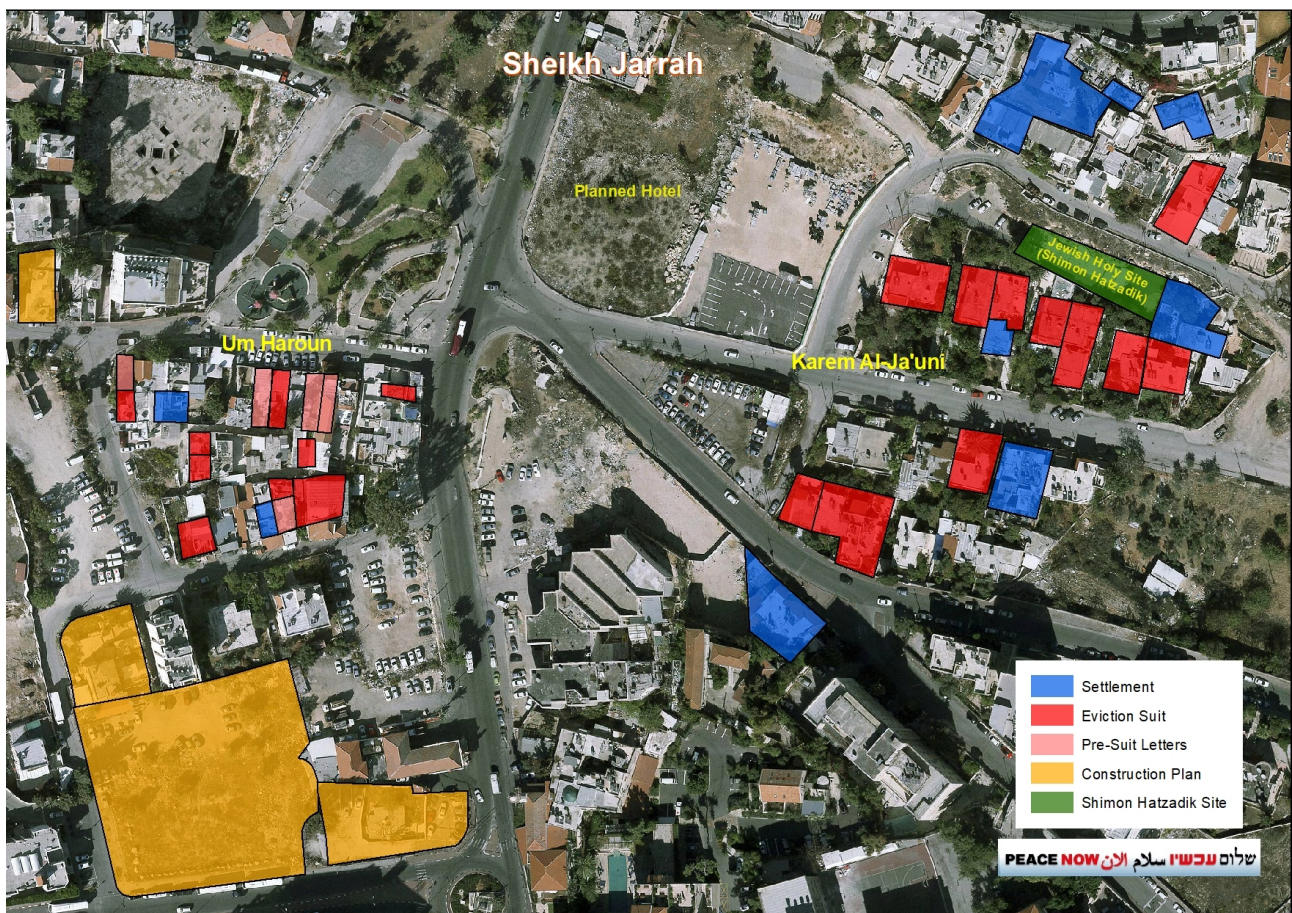 Sheikh Jarrah
Planned Hotel
Jewish Holy Site
(Shimon Hatzadik)
Um Haroun
Karem Al-Ja'uni
Settlement
Eviction Suit
Pre-Suit Letters
Construction Plan
Shimon Hatzadik Site
PEACE NOW سلام الان שלום עכשיו